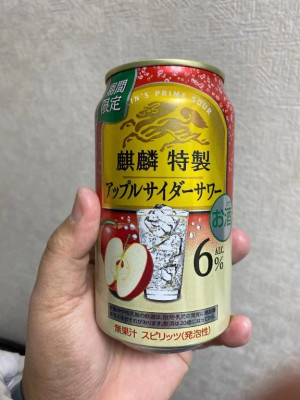 期間
限定
KIRIN'S PRIME SOUR
麒麟 特製
アップルサイダーサワー
お酒
6%
ALC.
無果汁 スピリッツ(発泡性)